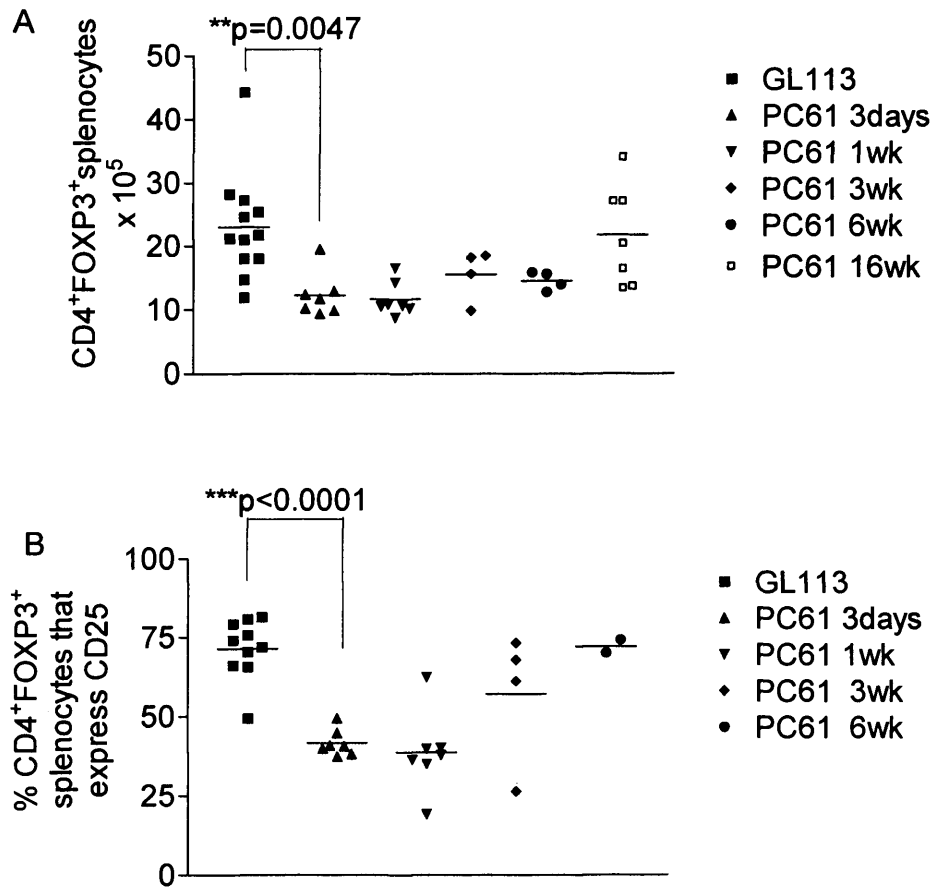 A
**p=0.0047
CD4⁺FOXP3⁺splenocytes
x 10⁵
50
40
30
20
10
0
GL113
PC61 3days
PC61 1wk
PC61 3wk
PC61 6wk
PC61 16wk
B
***p<0.0001
% CD4⁺FOXP3⁺
splenocytes that
express CD25
100
75
50
25
0
GL113
PC61 3days
PC61 1wk
PC61 3wk
PC61 6wk